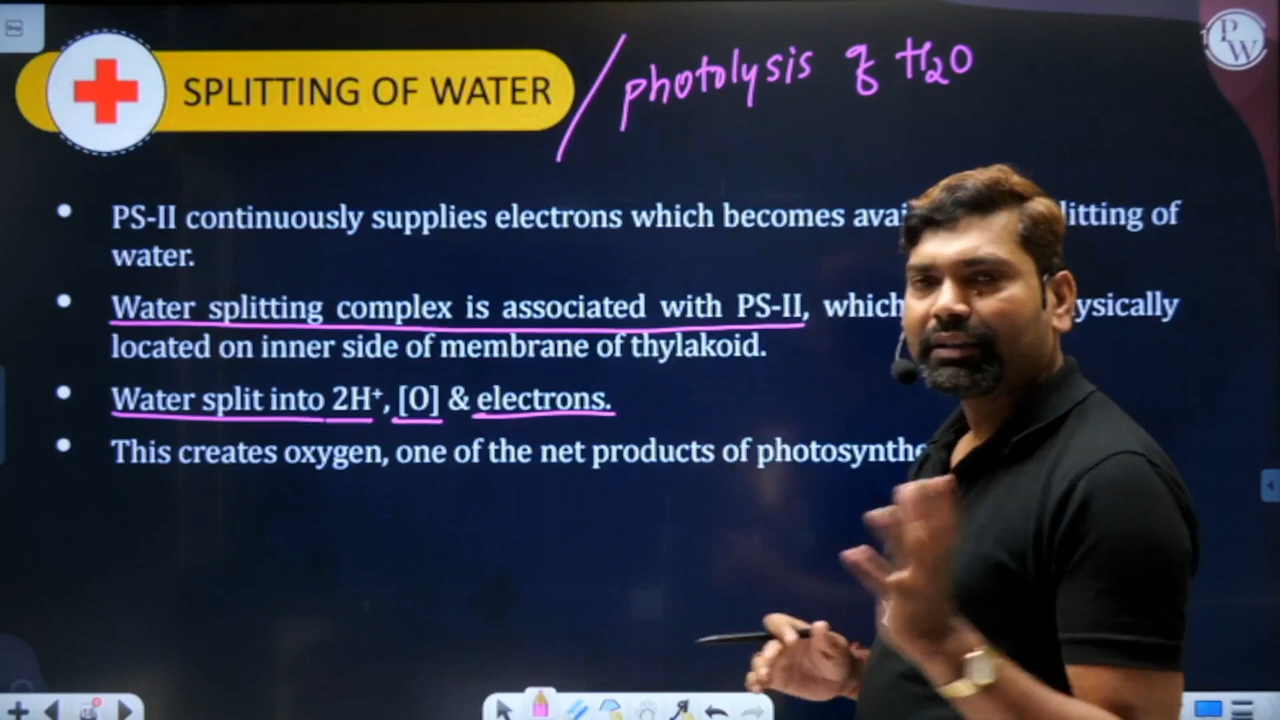 SPLITTING OF WATER / photolysis of H₂O
PW
• PS-II continuously supplies electrons which becomes avai litting of
water.
• Water splitting complex is associated with PS-II, which ysically
located on inner side of membrane of thylakoid.
• Water split into 2H⁺, [O] & electrons.
• This creates oxygen, one of the net products of photosynthe